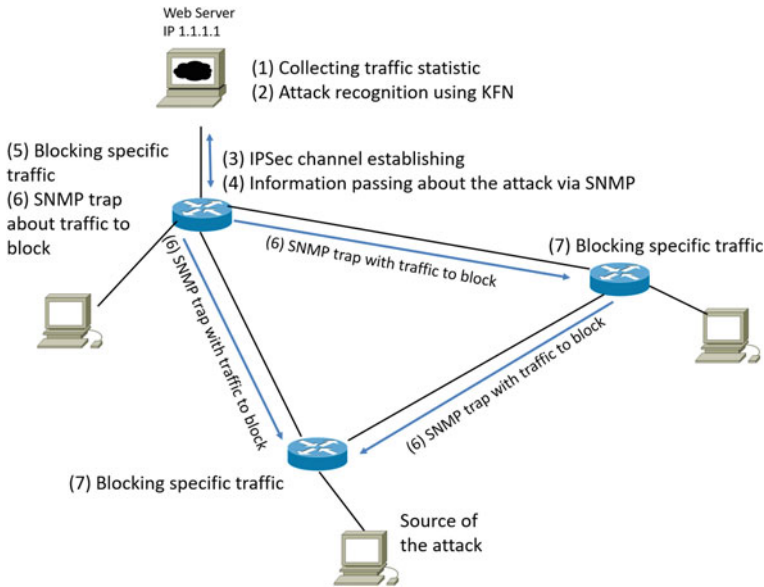 Web Server
IP 1.1.1.1
(1) Collecting traffic statistic
(2) Attack recognition using KFN
(3) IPSec channel establishing
(4) Information passing about the attack via SNMP
(5) Blocking specific
traffic
(6) SNMP trap
about traffic to
block
(6) SNMP trap with traffic to block
(7) Blocking specific traffic
(6) SNMP trap with traffic to block
(6) SNMP trap with traffic to block
(7) Blocking specific traffic
Source of
the attack